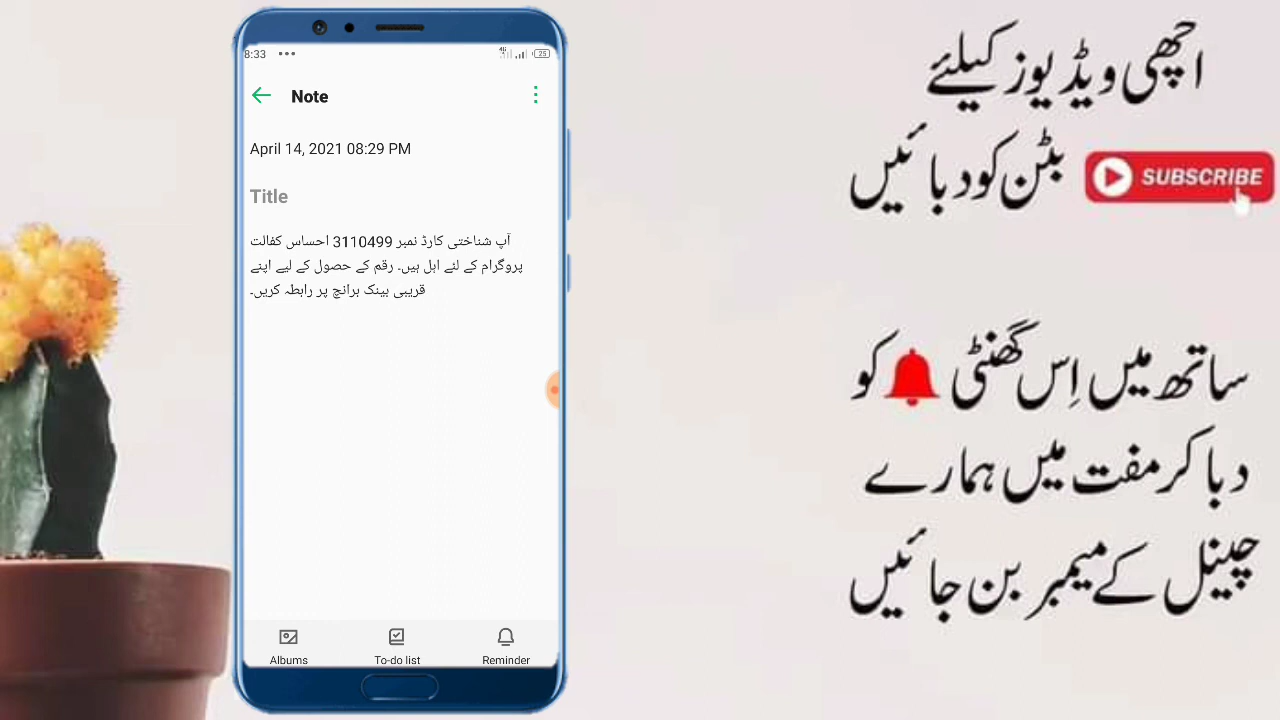 8:33
25
Note
April 14, 2021 08:29 PM
Title
آپ شناختی کارڈ نمبر 3110499 احساس کفالت
پروگرام کے لئے اہل ہیں۔ رقم کے حصول کے لیے اپنے
قریبی بینک برانچ پر رابطہ کریں۔
Albums
To-do list
Reminder
اچھی ویڈیوز کیلئے
SUBSCRIBE بٹن کو دبائیں
ساتھ میں اِس گھنٹی کو
دبا کر مفت میں ہمارے
چینل کے میمبر بن جائیں